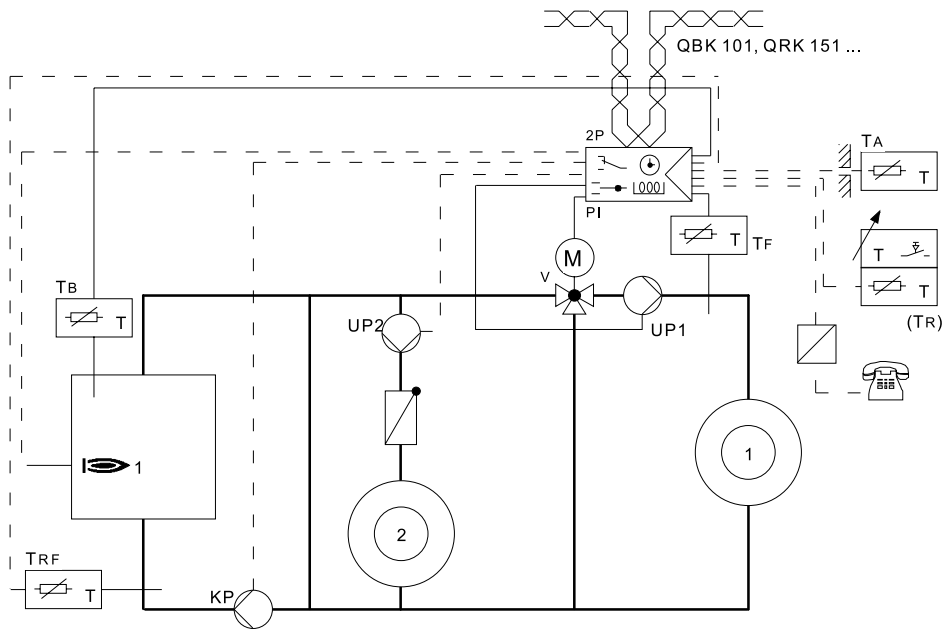 QBK 101, QRK 151 ...
2P
TA
T
PI
T
TF
M
T
V
TB
T
T
(TR)
UP2
UP1
1
1
2
TRF
T
KP